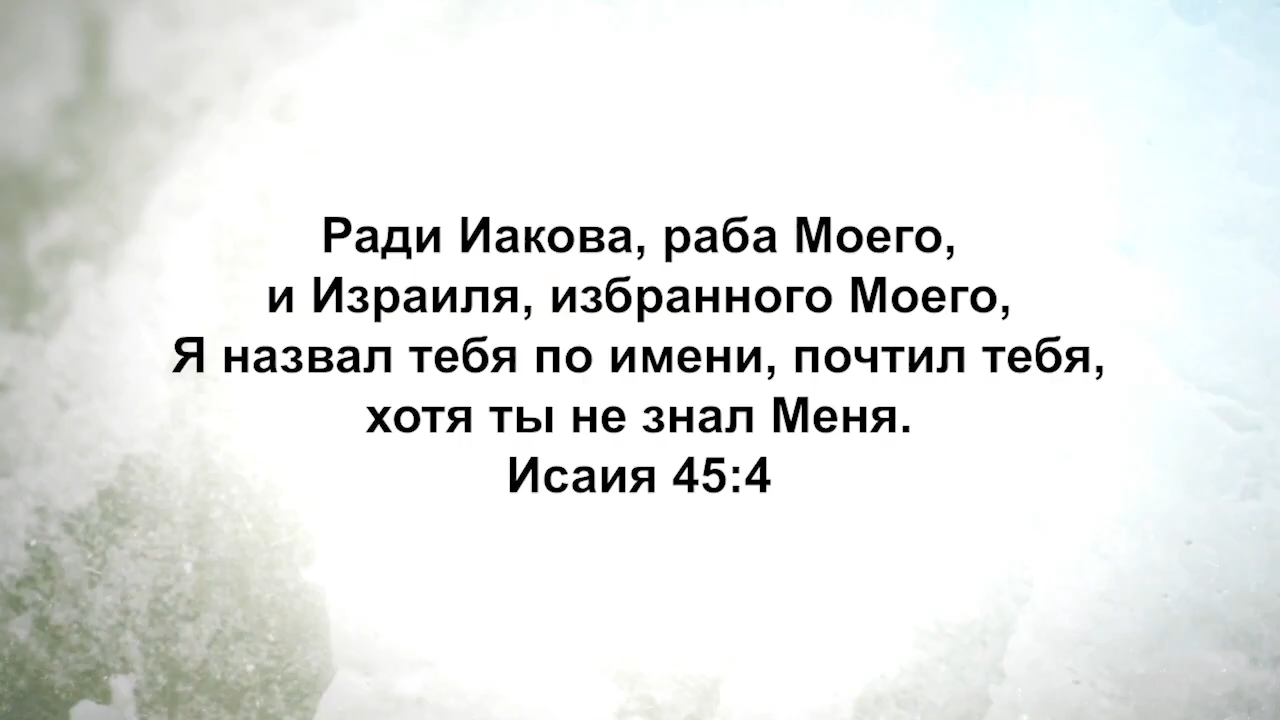 Ради Иакова, раба Моего,
и Израиля, избранного Моего,
Я назвал тебя по имени, почтил тебя,
хотя ты не знал Меня.
Исаия 45:4